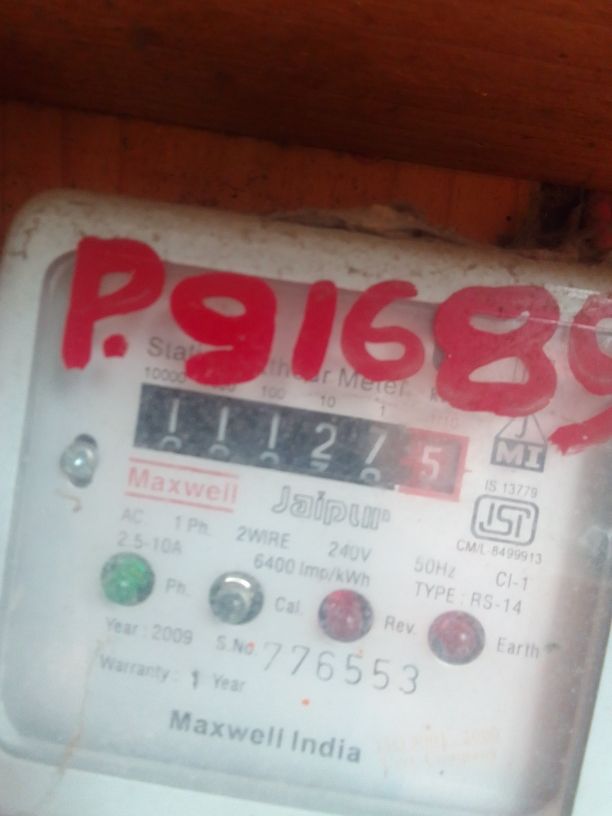 P.91689
10000 100 10 1
1 1 1 2 7 5
MI
Maxwell
Jaipur
IS 13779
ISI
CM/L-8499913
AC 1 Ph. 2WIRE 240V 50Hz Cl-1
2.5-10A 6400 Imp/kWh TYPE : RS-14
Ph. Cal. Rev. Earth
Year : 2009 S.No. 776553
Warranty : 1 Year
Maxwell India